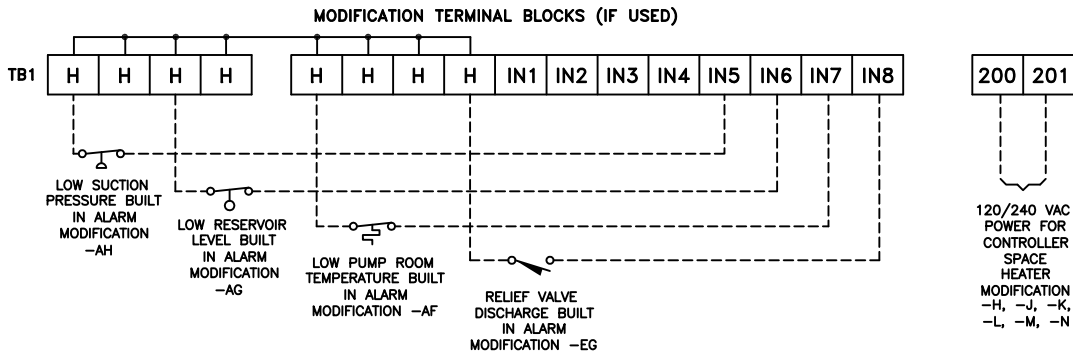 MODIFICATION TERMINAL BLOCKS (IF USED)
TB1 H H H H H H H H IN1 IN2 IN3 IN4 IN5 IN6 IN7 IN8 200 201
LOW SUCTION
PRESSURE BUILT
IN ALARM
MODIFICATION
-AH
LOW RESERVOIR
LEVEL BUILT
IN ALARM
MODIFICATION
-AG
LOW PUMP ROOM
TEMPERATURE BUILT
IN ALARM
MODIFICATION -AF
RELIEF VALVE
DISCHARGE BUILT
IN ALARM
MODIFICATION -EG
120/240 VAC
POWER FOR
CONTROLLER
SPACE
HEATER
MODIFICATION
-H, -J, -K,
-L, -M, -N